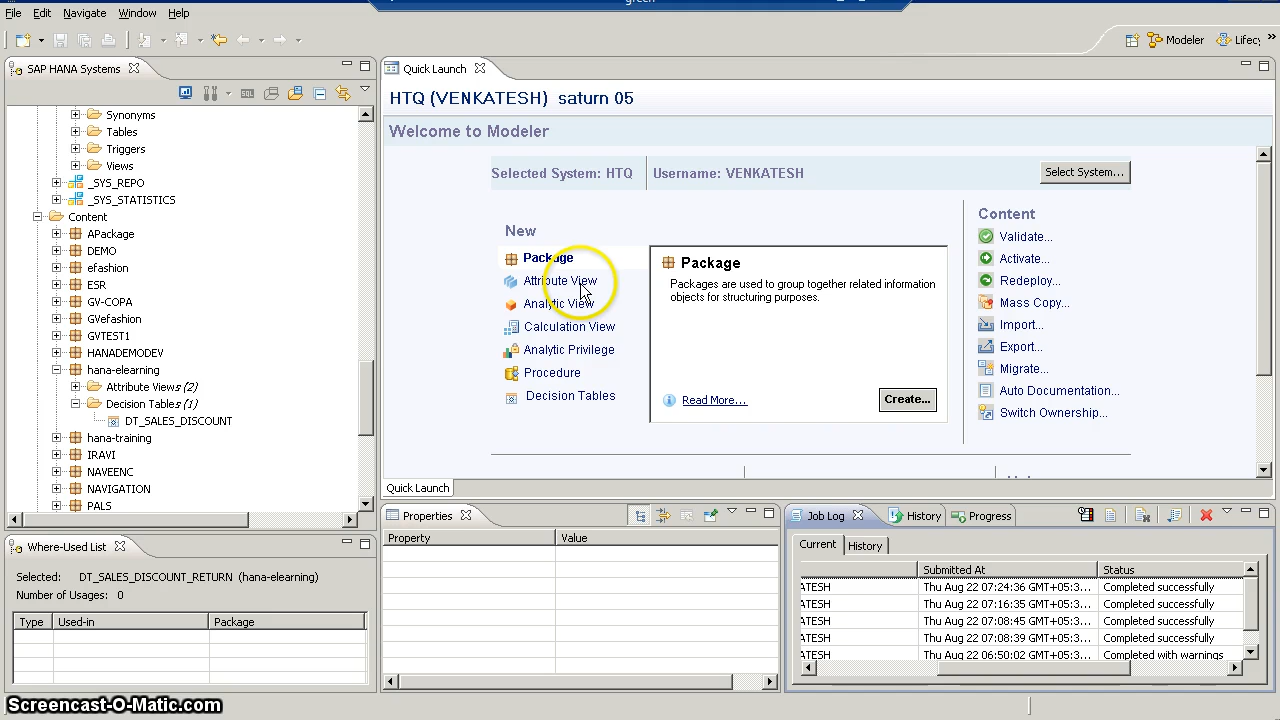 green
File Edit Navigate Window Help
Modeler Lifecy »
SAP HANA Systems
Synonyms
Tables
Triggers
Views
_SYS_REPO
_SYS_STATISTICS
Content
APackage
DEMO
efashion
ESR
GV-COPA
GVefashion
GVTEST1
HANADEMODEV
hana-elearning
Attribute Views (2)
Decision Tables (1)
DT_SALES_DISCOUNT
hana-training
IRAVI
NAVEENC
NAVIGATION
PALS
Quick Launch
HTQ (VENKATESH) saturn 05
Welcome to Modeler
Selected System: HTQ
Username: VENKATESH
Select System...
New
Package
Attribute View
Analytic View
Calculation View
Analytic Privilege
Procedure
Decision Tables
Package
Packages are used to group together related information
objects for structuring purposes.
Read More...
Create...
Content
Validate...
Activate...
Redeploy...
Mass Copy...
Import...
Export...
Migrate...
Auto Documentation...
Switch Ownership...
Quick Launch
Where-Used List
Selected: DT_SALES_DISCOUNT_RETURN (hana-elearning)
Number of Usages: 0
Type Used-in Package
Properties
Property Value
Job Log History Progress
Current History
Submitted At Status
ATESH Thu Aug 22 07:24:36 GMT+05:3... Completed successfully
ATESH Thu Aug 22 07:16:35 GMT+05:3... Completed successfully
ATESH Thu Aug 22 07:08:45 GMT+05:3... Completed successfully
ATESH Thu Aug 22 07:08:39 GMT+05:3... Completed successfully
ATESH Thu Aug 22 06:50:02 GMT+05:3... Completed with warnings
Screencast-O-Matic.com